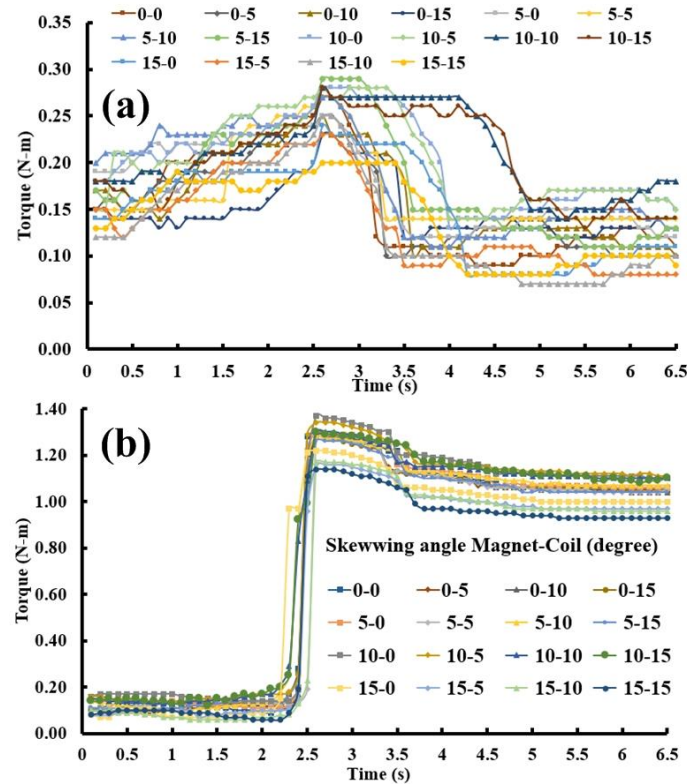 0-0 0-5 0-10 0-15 5-0 5-5
5-10 5-15 10-0 10-5 10-10 10-15
15-0 15-5 15-10 15-15
(a)
Torque (N-m)
0.35
0.30
0.25
0.20
0.15
0.10
0.05
0.00
0 0.5 1 1.5 2 2.5 3 3.5 4 4.5 5 5.5 6 6.5
Time (s)
(b)
Torque (N-m)
1.40
1.20
1.00
0.80
0.60
0.40
0.20
0.00
Skewwing angle Magnet-Coil (degree)
0-0 0-5 0-10 0-15
5-0 5-5 5-10 5-15
10-0 10-5 10-10 10-15
15-0 15-5 15-10 15-15
0 0.5 1 1.5 2 2.5 3 3.5 4 4.5 5 5.5 6 6.5
Time (s)